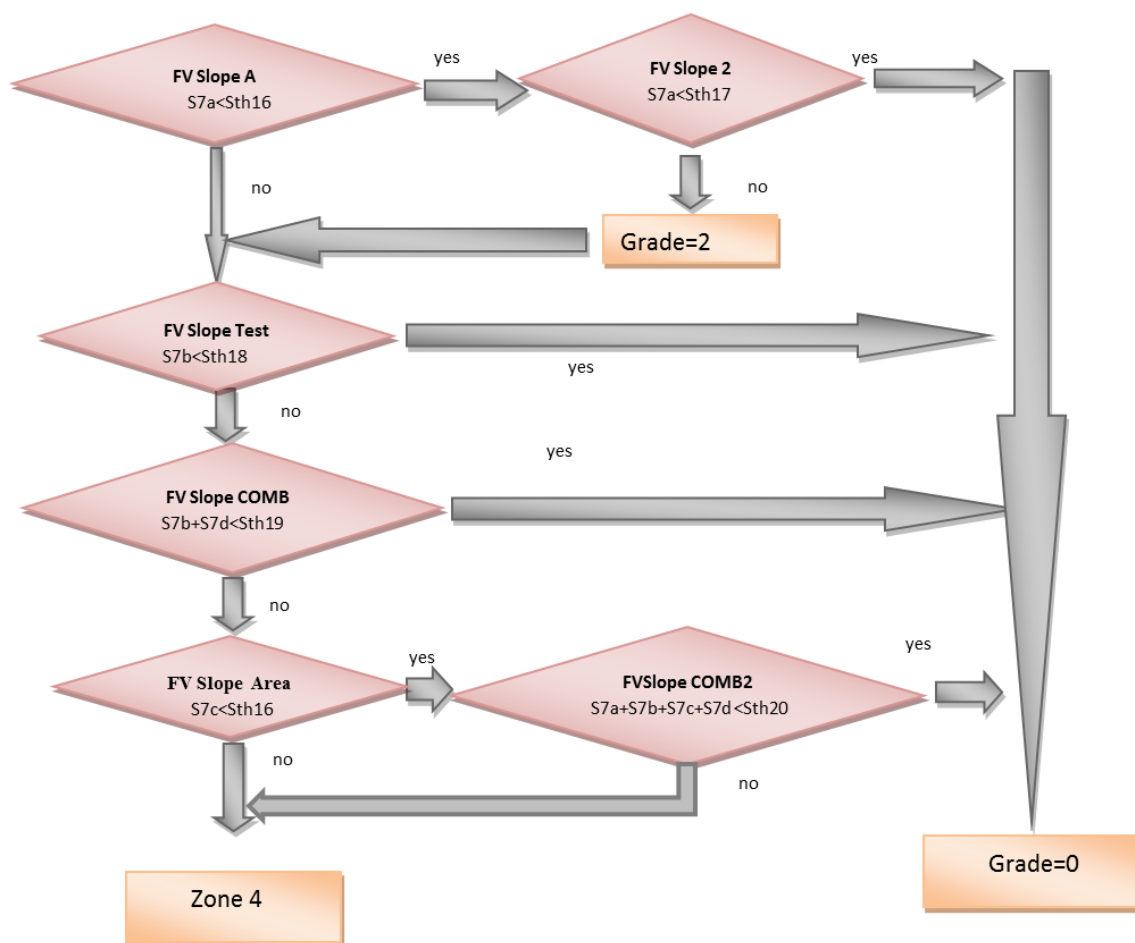 FV Slope A
S7a<Sth16
yes
FV Slope 2
S7a<Sth17
yes
no
no
Grade=2
FV Slope Test
S7b<Sth18
yes
no
FV Slope COMB
S7b+S7d<Sth19
yes
no
FV Slope Area
S7c<Sth16
yes
FVSlope COMB2
S7a+S7b+S7c+S7d<Sth20
yes
no
no
Zone 4
Grade=0